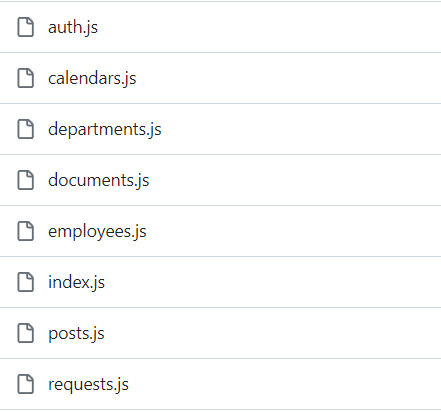 auth.js
calendars.js
departments.js
documents.js
employees.js
index.js
posts.js
requests.js